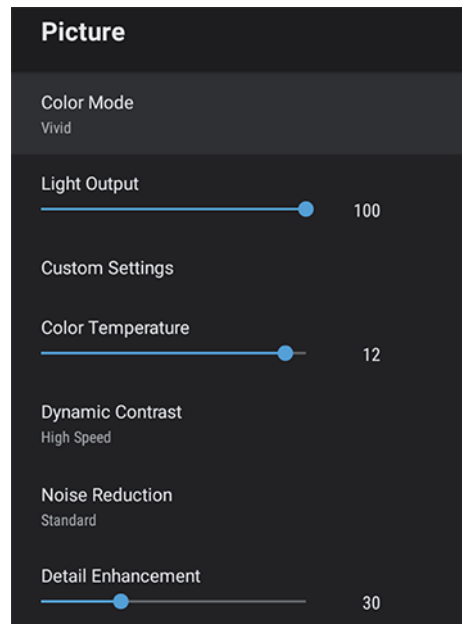 Picture
Color Mode
Vivid
Light Output
100
Custom Settings
Color Temperature
12
Dynamic Contrast
High Speed
Noise Reduction
Standard
Detail Enhancement
30